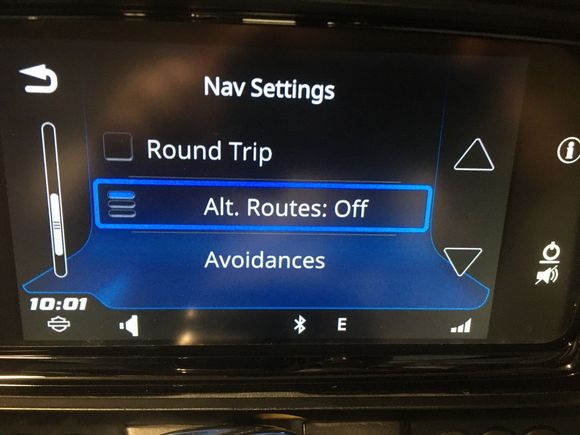 Nav Settings
Round Trip
Alt. Routes: Off
Avoidances
10:01
E